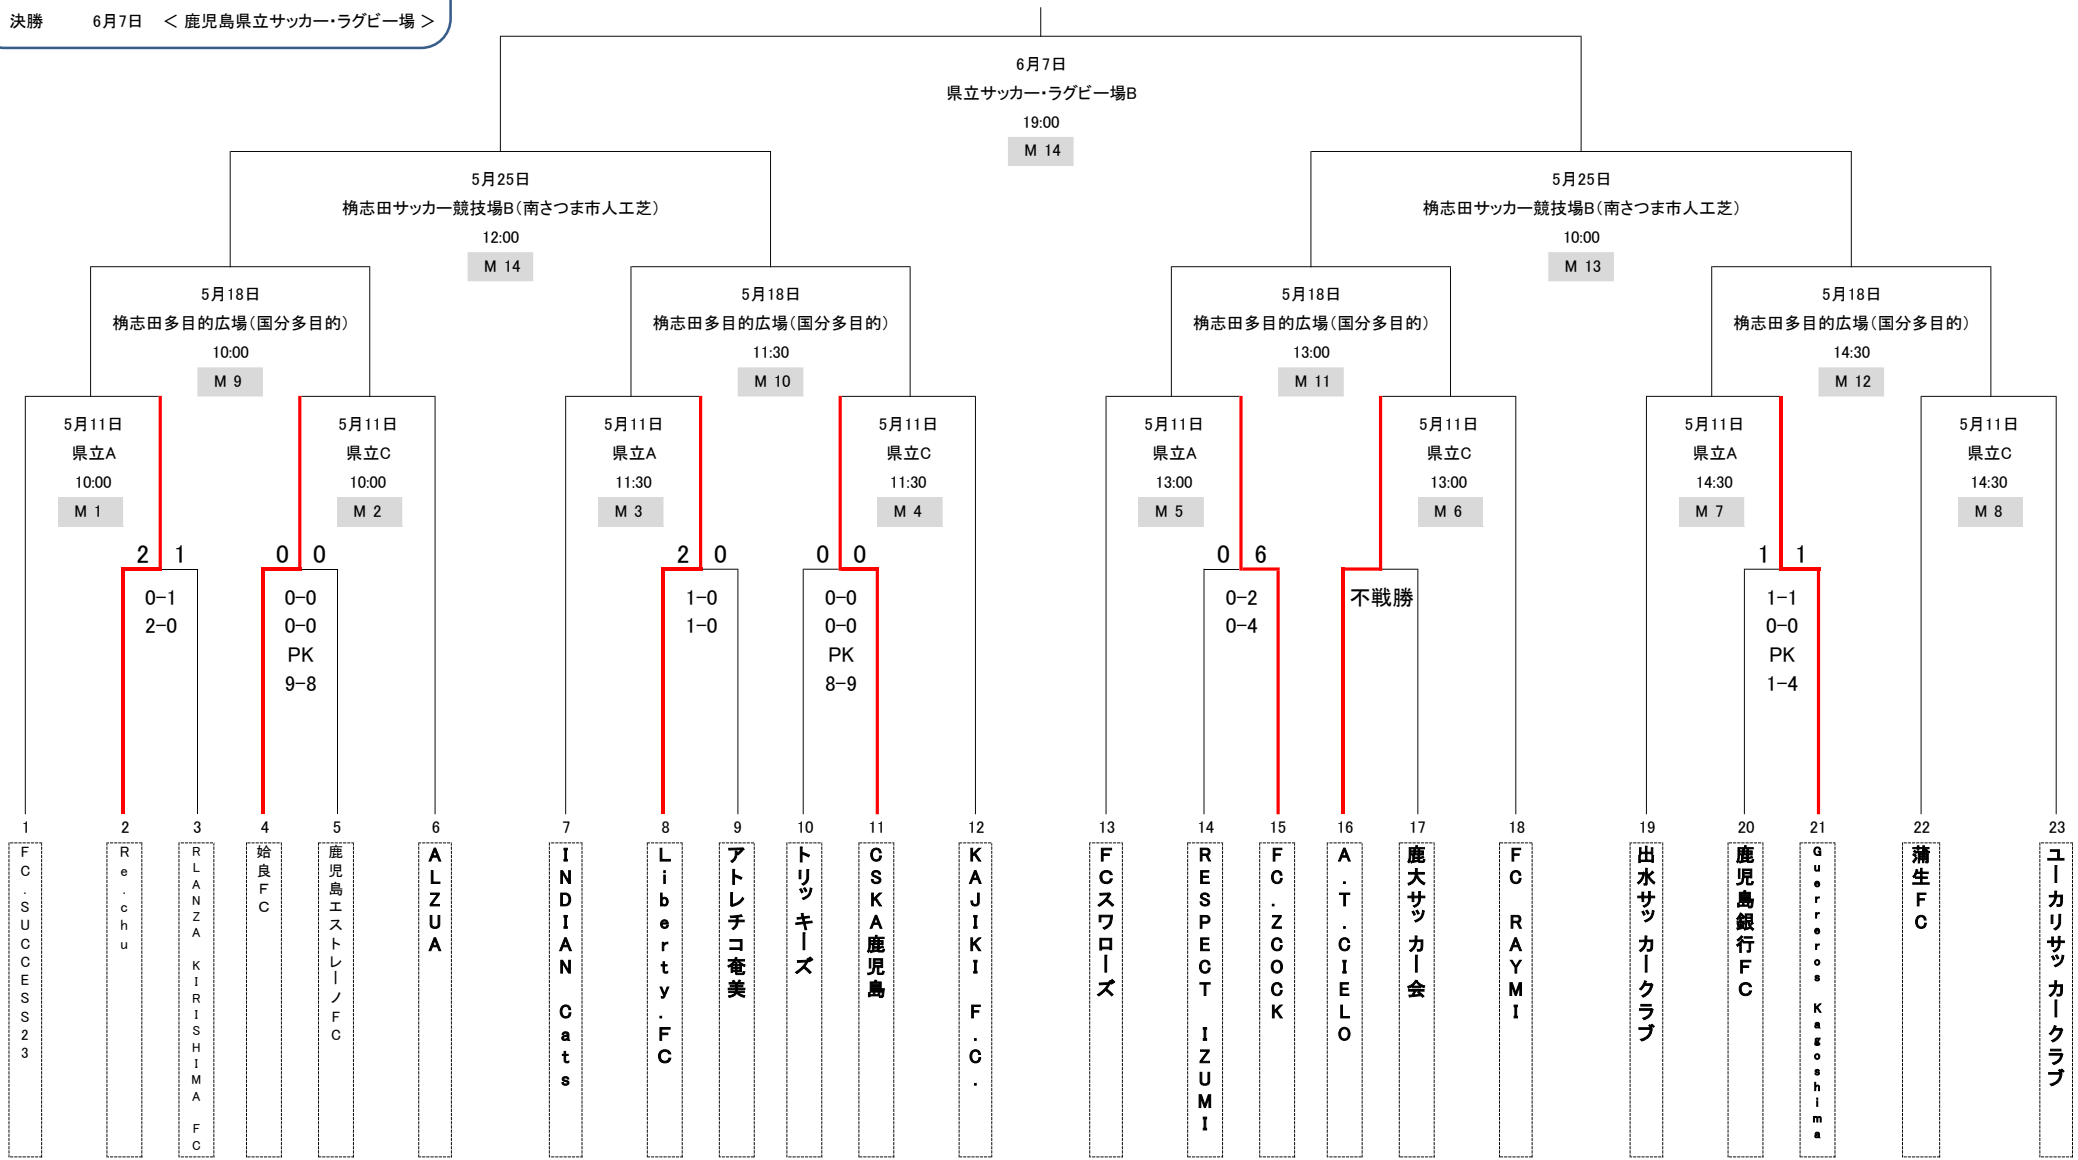 決勝 6月7日 ＜ 鹿児島県立サッカー・ラグビー場 ＞
6月7日
県立サッカー・ラグビー場B
19:00
M 14
5月25日
桷志田サッカー競技場B（南さつま市人工芝）
12:00
M 14
5月25日
桷志田サッカー競技場B（南さつま市人工芝）
10:00
M 13
5月18日
桷志田多目的広場（国分多目的）
10:00
M 9
5月18日
桷志田多目的広場（国分多目的）
11:30
M 10
5月18日
桷志田多目的広場（国分多目的）
13:00
M 11
5月18日
桷志田多目的広場（国分多目的）
14:30
M 12
5月11日
県立A
10:00
M 1
5月11日
県立C
10:00
M 2
5月11日
県立A
11:30
M 3
5月11日
県立C
11:30
M 4
5月11日
県立A
13:00
M 5
5月11日
県立C
13:00
M 6
5月11日
県立A
14:30
M 7
5月11日
県立C
14:30
M 8
2 1
0-1
2-0
0 0
0-0
0-0
PK
9-8
2 0
1-0
1-0
0 0
0-0
0-0
PK
8-9
0 6
0-2
0-4
不戦勝
1 1
1-1
0-0
PK
1-4
1 2 3 4 5 6 7 8 9 10 11 12 13 14 15 16 17 18 19 20 21 22 23
FC.SUCCESS23
Re.chu
RLANZA KIRISHIMA FC
姶良FC
鹿児島エストレーノFC
ALZUA
INDIAN Cats
Liberty.FC
アトレチコ奄美
トリッキーズ
CSKA鹿児島
KAJIKI F.C.
FCスワローズ
RESPECT IZUMI
FC.ZCOCK
A.T.CIELO
鹿大サッカー会
FC RAYMI
出水サッカークラブ
鹿児島銀行FC
Guerreros Kagoshima
蒲生FC
ユーカリサッカークラブ